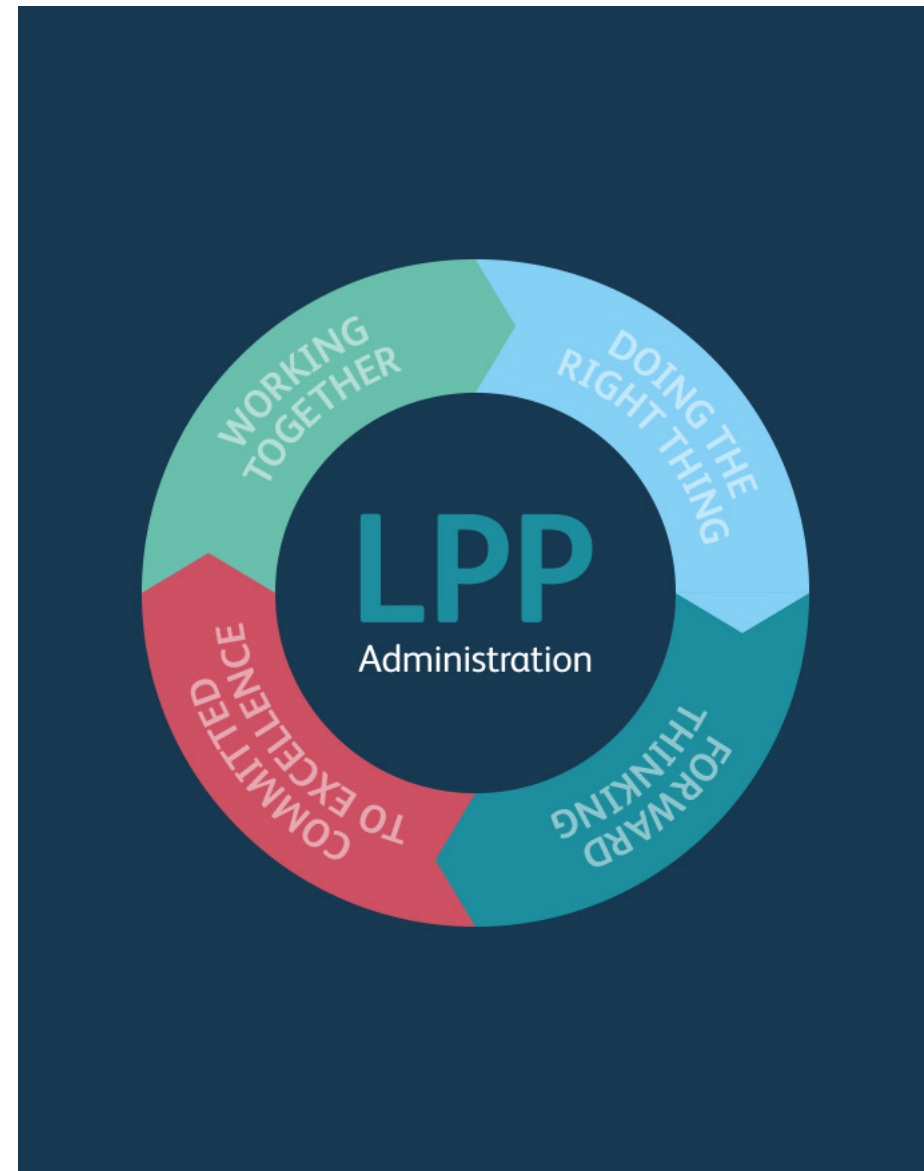 WORKING
TOGETHER
DOING THE
RIGHT THING
LPP
Administration
COMMITTED
TO EXCELLENCE
FORWARD
THINKING